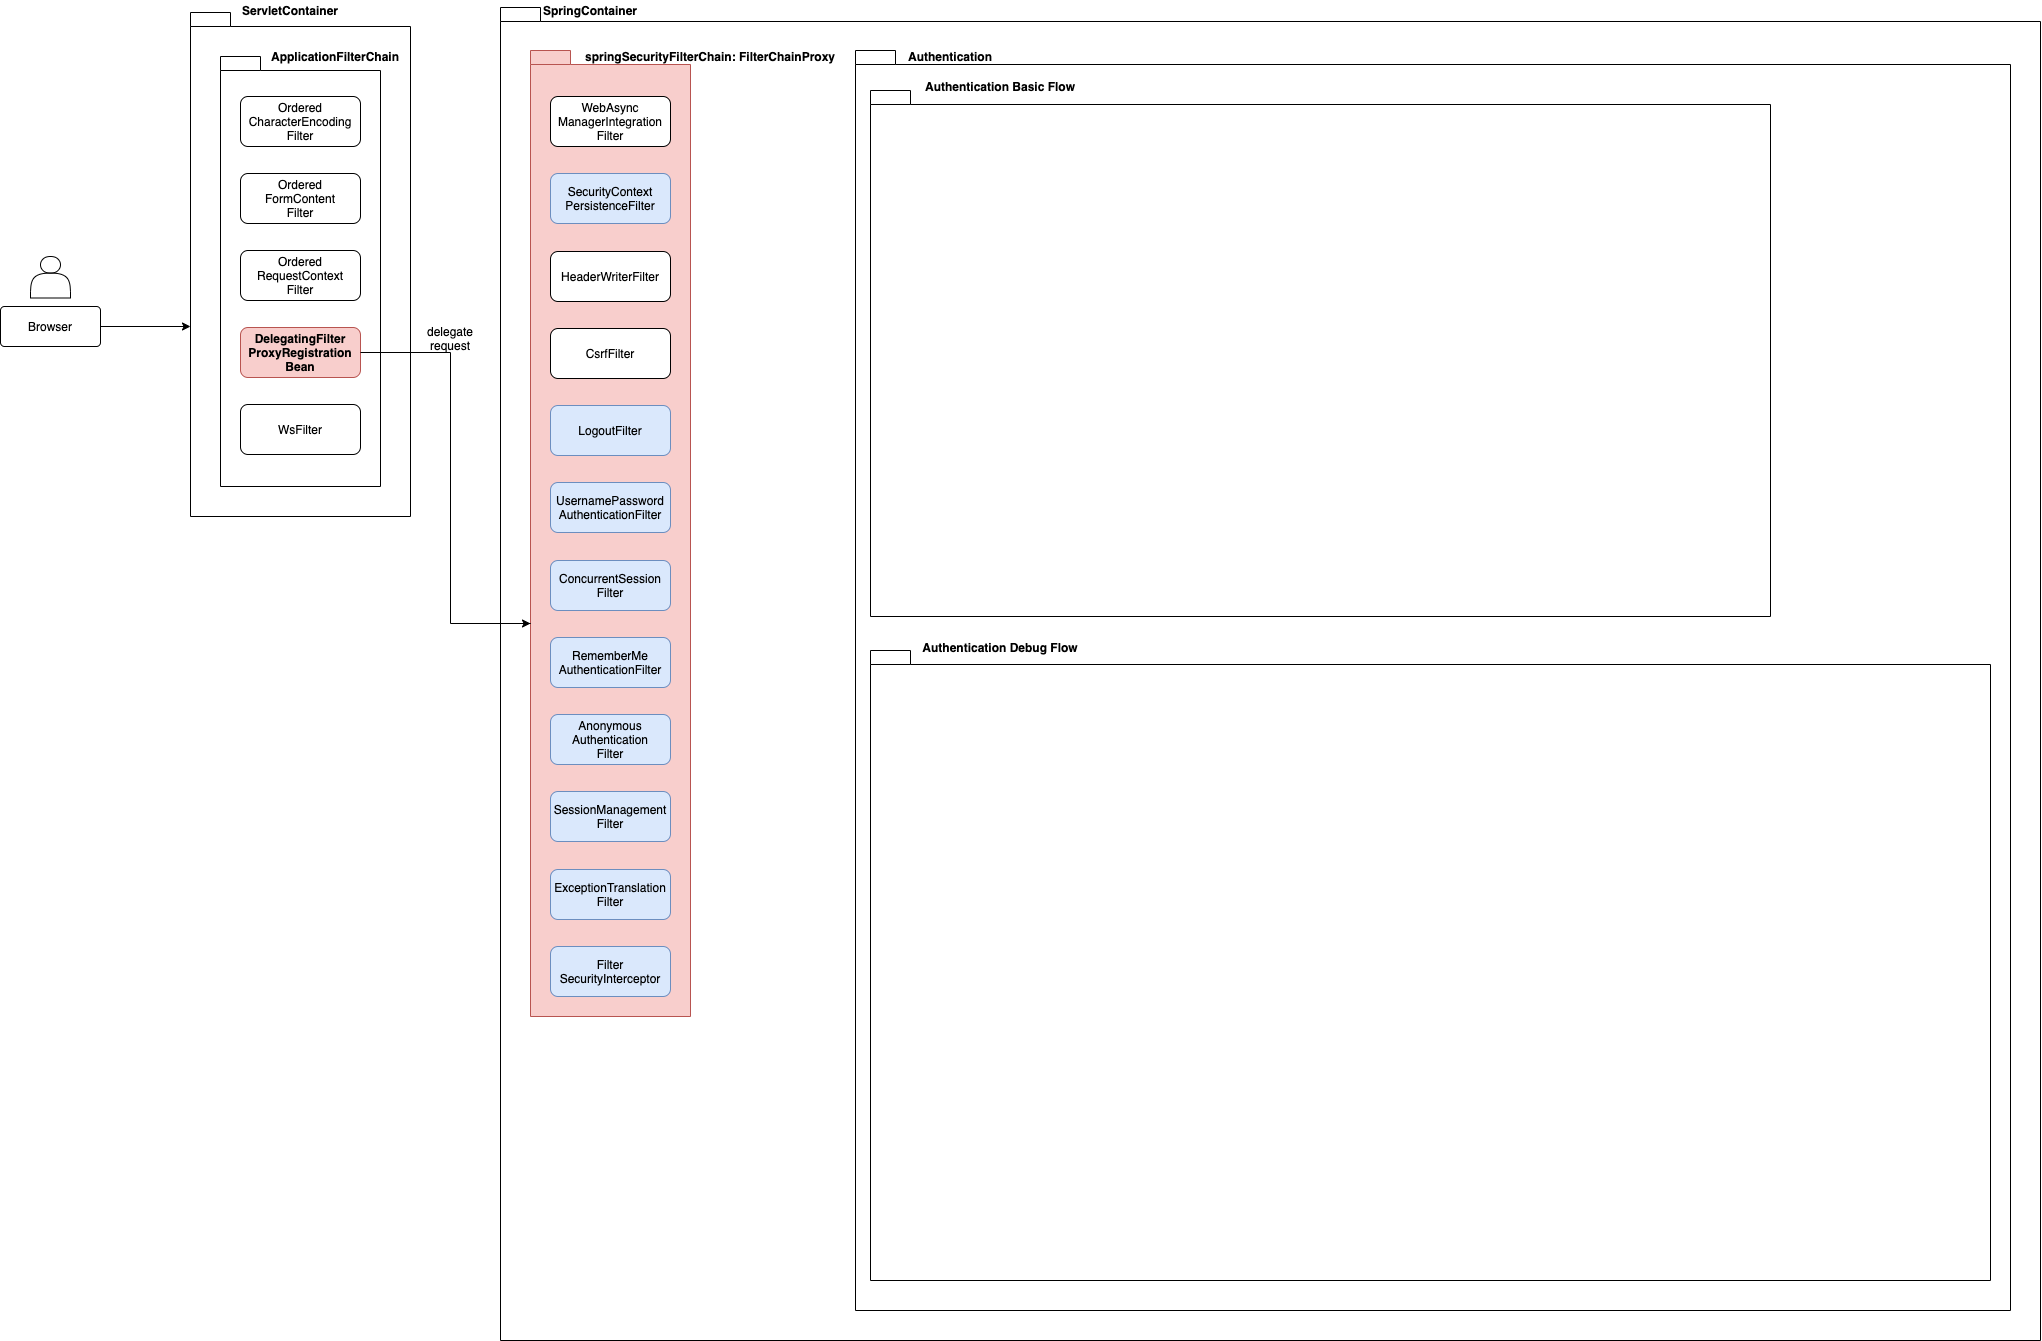 ServletContainer
ApplicationFilterChain
Ordered
CharacterEncoding
Filter
Ordered
FormContent
Filter
Ordered
RequestContext
Filter
Browser
DelegatingFilter
ProxyRegistration
Bean
WsFilter
delegate
request
SpringContainer
springSecurityFilterChain: FilterChainProxy
WebAsync
ManagerIntegration
Filter
SecurityContext
PersistenceFilter
HeaderWriterFilter
CsrfFilter
LogoutFilter
UsernamePassword
AuthenticationFilter
ConcurrentSession
Filter
RememberMe
AuthenticationFilter
Anonymous
Authentication
Filter
SessionManagement
Filter
ExceptionTranslation
Filter
Filter
SecurityInterceptor
Authentication
Authentication Basic Flow
Authentication Debug Flow